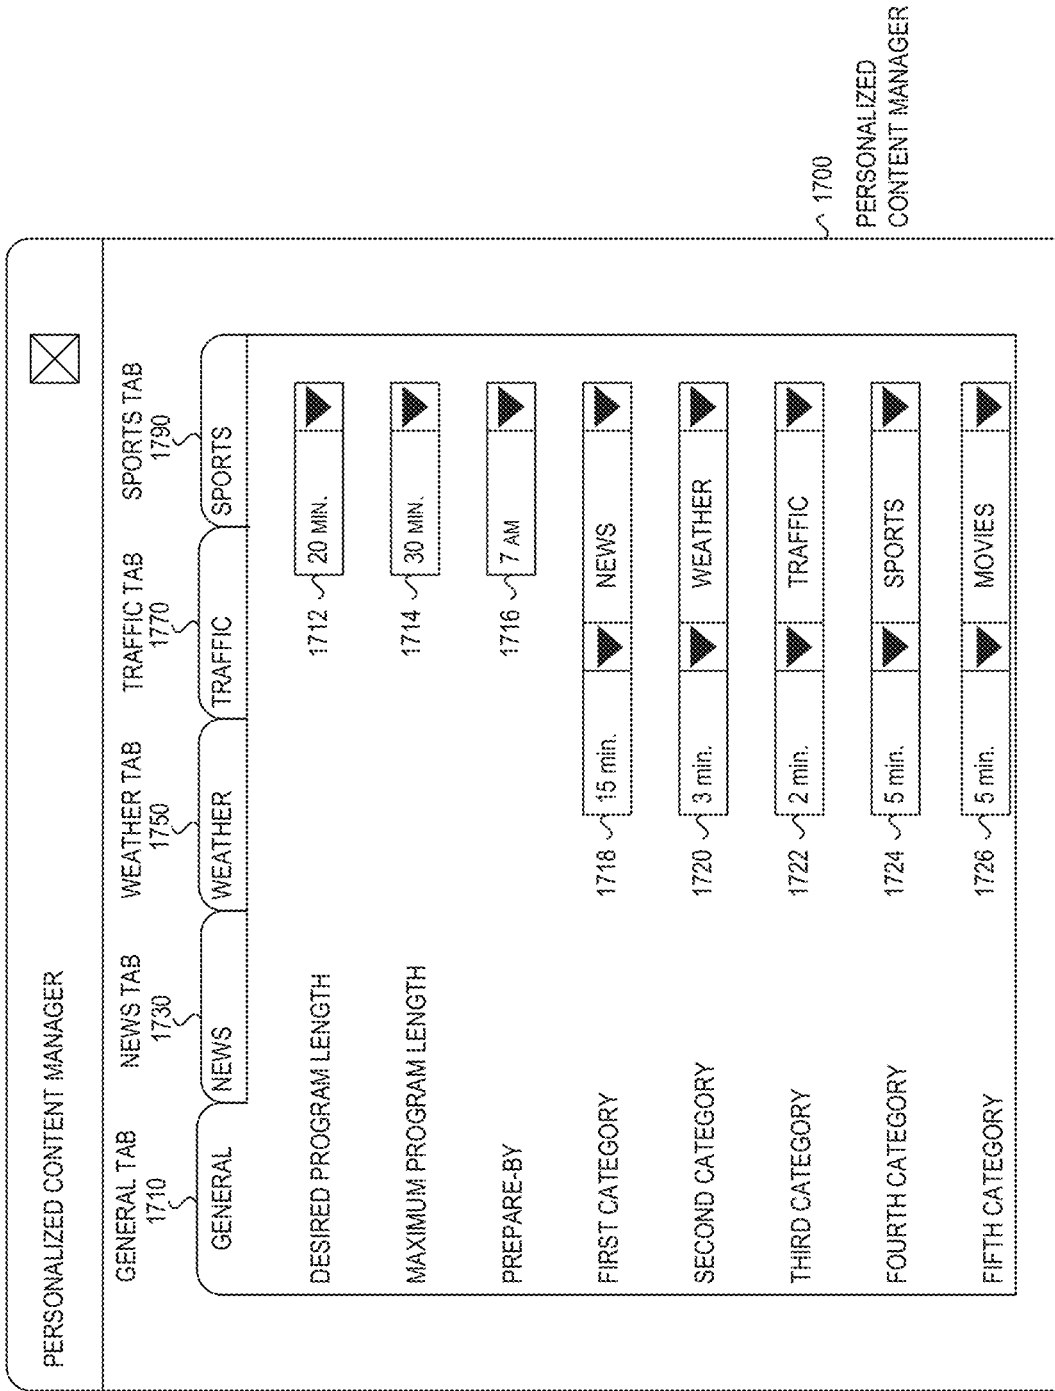 PERSONALIZED CONTENT MANAGER
GENERAL TAB
1710
NEWS TAB
1730
WEATHER TAB
1750
TRAFFIC TAB
1770
SPORTS TAB
1790
GENERAL
NEWS
WEATHER
TRAFFIC
SPORTS
DESIRED PROGRAM LENGTH
1712
20 MIN.
MAXIMUM PROGRAM LENGTH
1714
30 MIN.
PREPARE-BY
1716
7 AM
FIRST CATEGORY
1718
15 min.
NEWS
SECOND CATEGORY
1720
3 min.
WEATHER
THIRD CATEGORY
1722
2 min.
TRAFFIC
FOURTH CATEGORY
1724
5 min.
SPORTS
FIFTH CATEGORY
1726
5 min.
MOVIES
1700
PERSONALIZED
CONTENT MANAGER